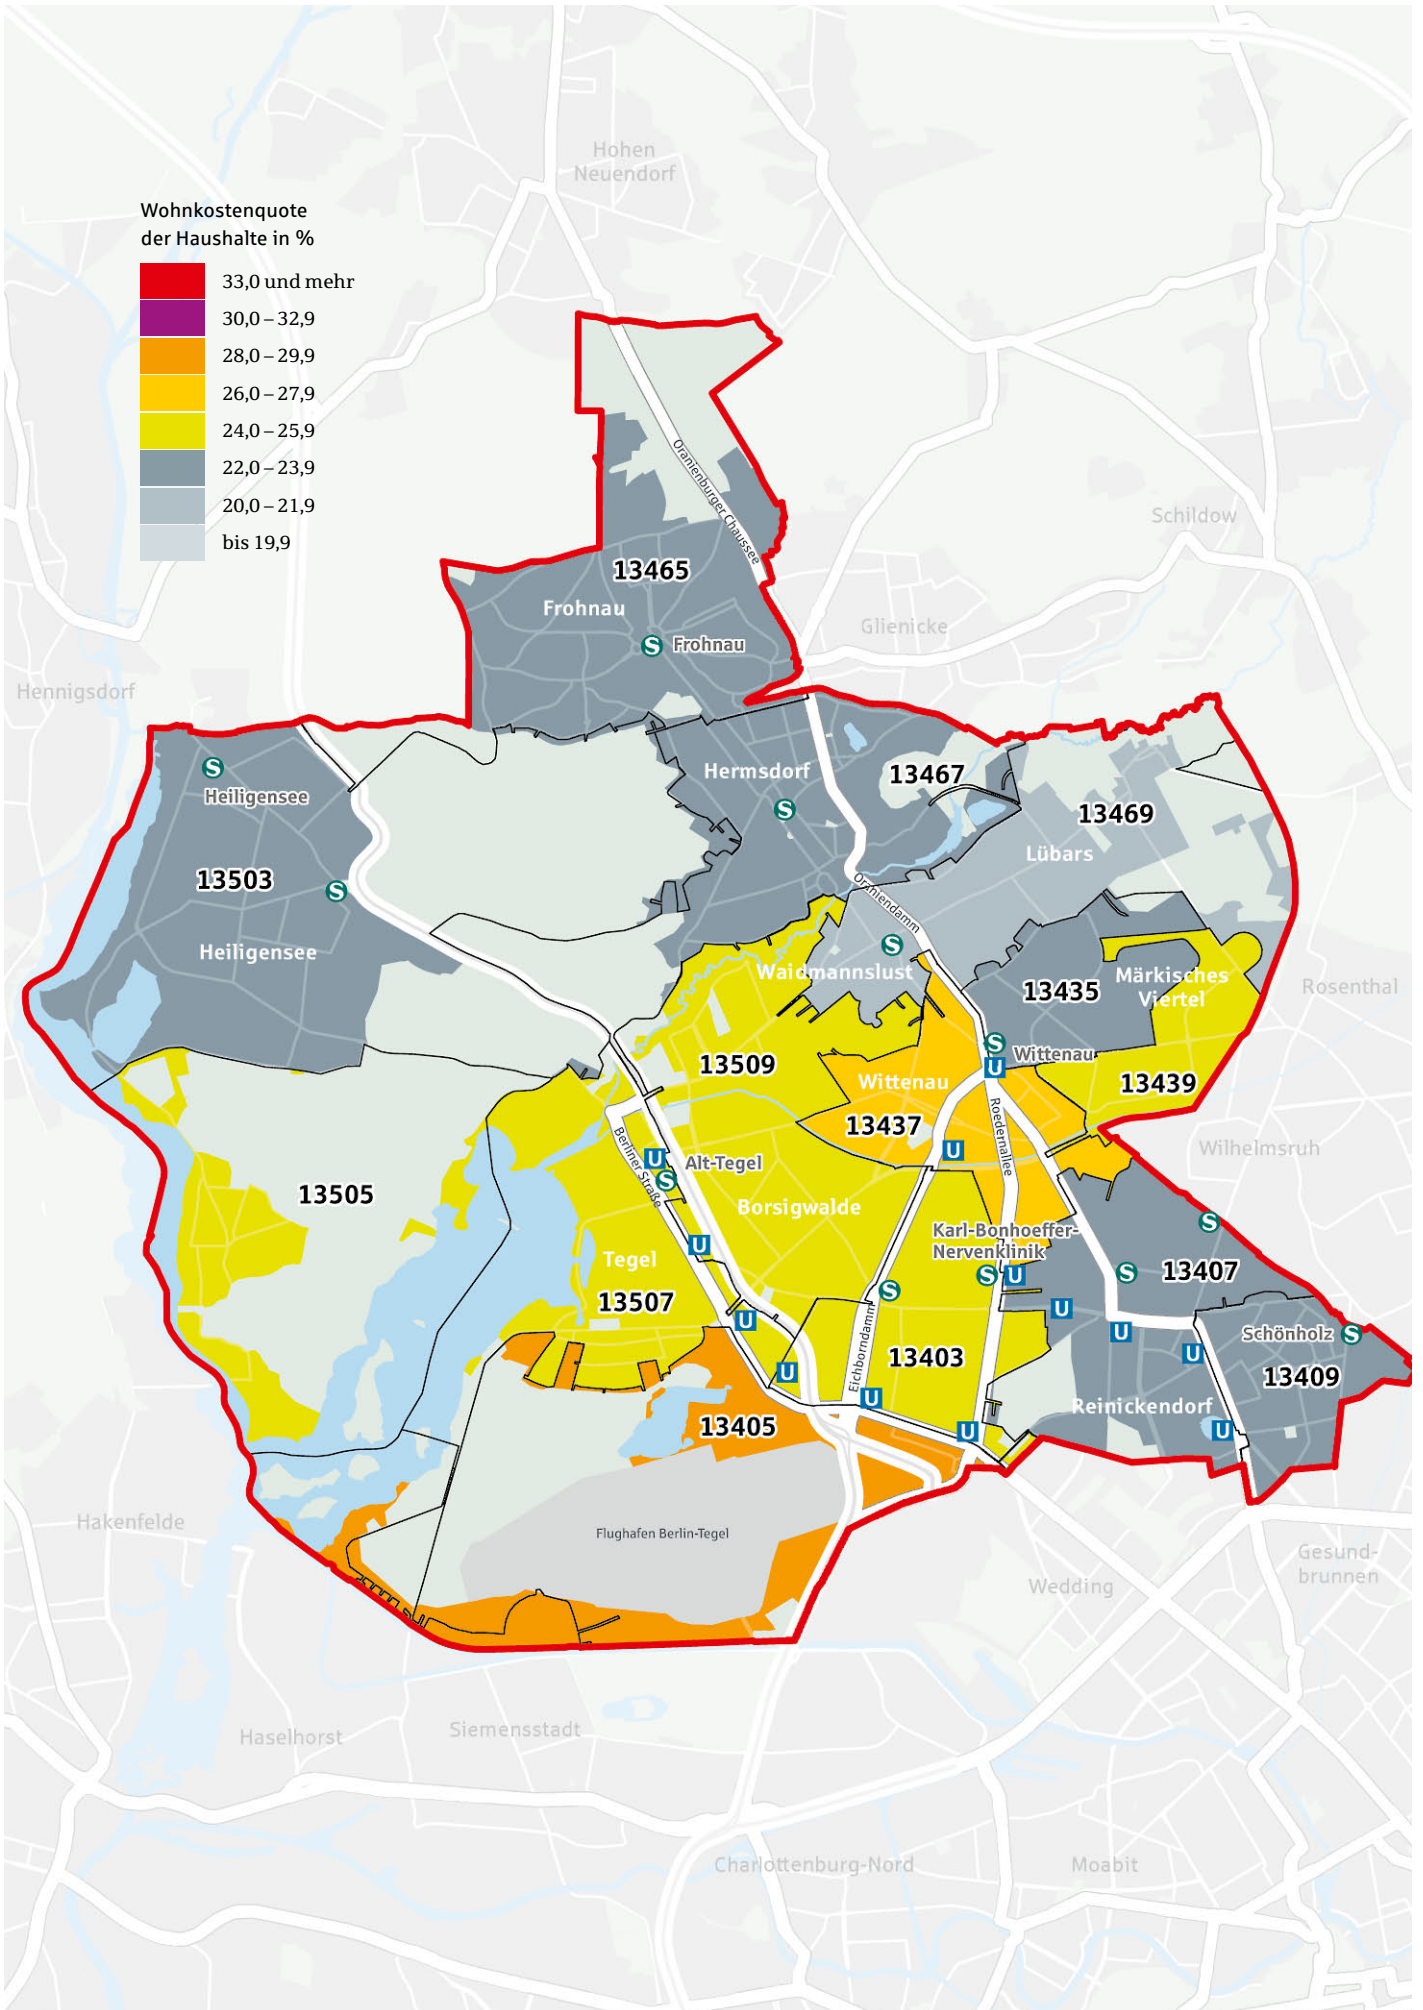 Hohen
Neuendorf
Wohnkostenquote
der Haushalte in %
33,0 und mehr
30,0 – 32,9
28,0 – 29,9
26,0 – 27,9
24,0 – 25,9
22,0 – 23,9
20,0 – 21,9
bis 19,9
Oranienburger Chaussee
Schildow
13465
Frohnau
S Frohnau
Glienicke
Hennigsdorf
S
Heiligensee
Hermsdorf
13467
S
13469
Lübars
13503
S
Heiligensee
Oraniendamm
S
Waidmannslust
Märkisches
Viertel
13435
Rosenthal
S
Wittenau
U
13509
Wittenau
13439
13437
Roedernallee
Berliner Straße
U
Alt-Tegel
S
U
Wilhelmsruh
13505
Borsigwalde
S
Karl-Bonhoeffer-
Nervenklinik
U
Tegel
S
U
S
13407
S
13507
U
U
U
Schönholz
S
Eichborndamm
13403
U
U
13409
U
Reinickendorf
13405
U
U
Hakenfelde
Flughafen Berlin-Tegel
Gesund-
brunnen
Wedding
Haselhorst
Siemensstadt
Charlottenburg-Nord
Moabit